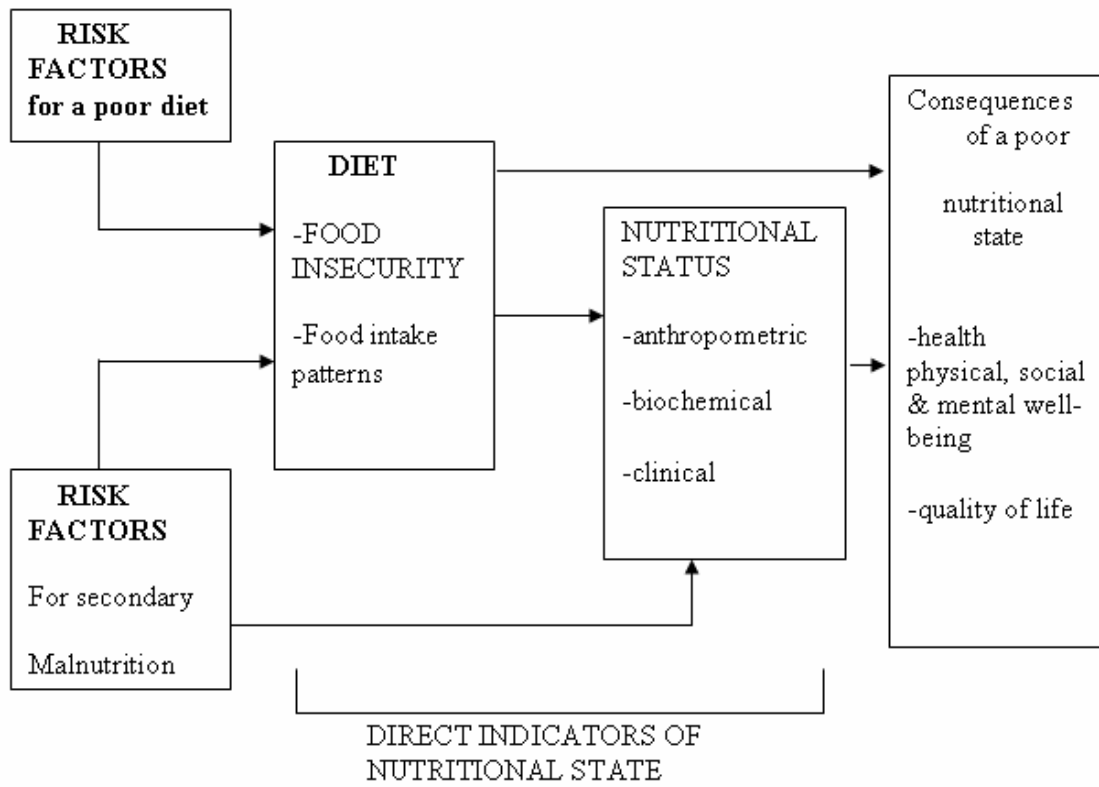 RISK
FACTORS
for a poor diet
DIET
-FOOD
INSECURITY
-Food intake
patterns
RISK
FACTORS
For secondary
Malnutrition
NUTRITIONAL
STATUS
-anthropometric
-biochemical
-clinical
Consequences
of a poor
nutritional
state
-health
physical, social
& mental well-
being
-quality of life
DIRECT INDICATORS OF
NUTRITIONAL STATE